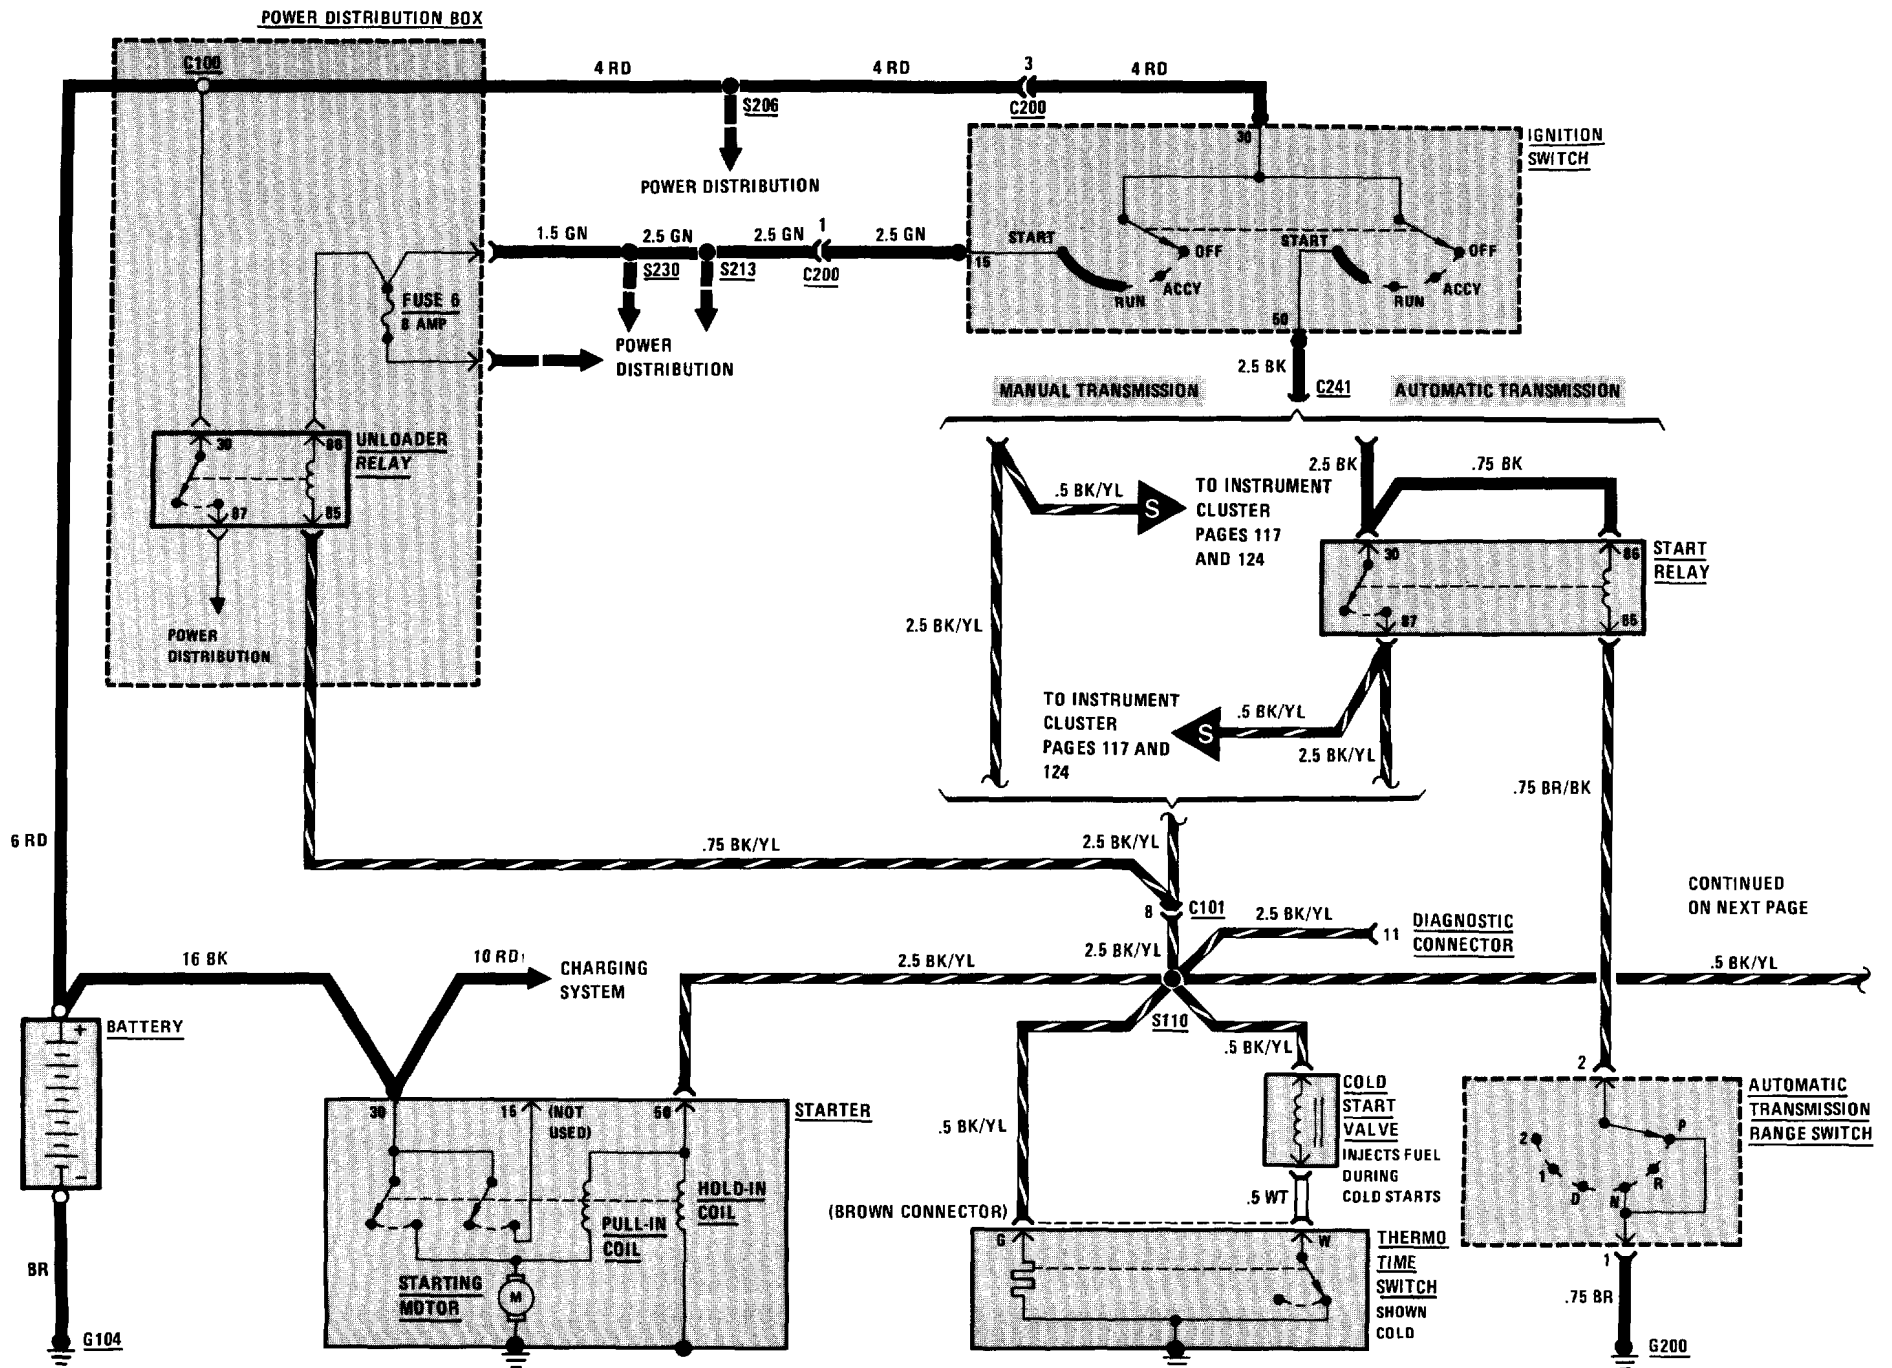 POWER DISTRIBUTION BOX
C100
4 RD
S206
4 RD
3
C200
4 RD
POWER DISTRIBUTION
30
IGNITION
SWITCH
START
OFF
ACCY
RUN
15
START
OFF
ACCY
RUN
50
1.5 GN
S230
2.5 GN
S213
2.5 GN
1
C200
2.5 GN
FUSE 6
8 AMP
POWER
DISTRIBUTION
30
86
UNLOADER
RELAY
87
85
POWER
DISTRIBUTION
2.5 BK
C241
MANUAL TRANSMISSION
AUTOMATIC TRANSMISSION
.5 BK/YL
S
TO INSTRUMENT
CLUSTER
PAGES 117
AND 124
2.5 BK
.75 BK
30
86
START
RELAY
87
85
2.5 BK/YL
TO INSTRUMENT
CLUSTER
PAGES 117 AND
124
S
.5 BK/YL
2.5 BK/YL
.75 BR/BK
6 RD
.75 BK/YL
2.5 BK/YL
8
C101
2.5 BK/YL
2.5 BK/YL
11
DIAGNOSTIC
CONNECTOR
CONTINUED
ON NEXT PAGE
16 BK
10 RD
CHARGING
SYSTEM
2.5 BK/YL
S110
.5 BK/YL
BATTERY
+
−
BR
G104
30
15
(NOT
USED)
50
STARTER
HOLD-IN
COIL
PULL-IN
COIL
STARTING
MOTOR
M
.5 BK/YL
.5 BK/YL
COLD
START
VALVE
INJECTS FUEL
DURING
COLD STARTS
.5 WT
(BROWN CONNECTOR)
G
W
THERMO
TIME
SWITCH
SHOWN
COLD
2
AUTOMATIC
TRANSMISSION
RANGE SWITCH
P
R
N
D
1
2
1
.75 BR
G200